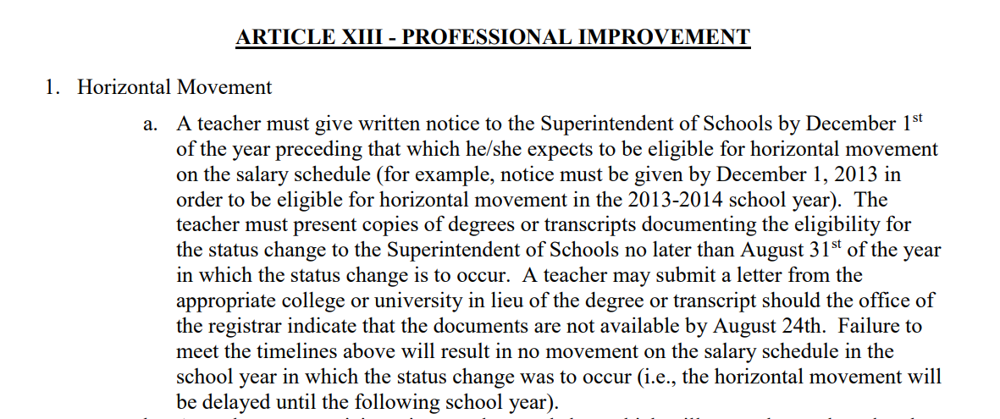 ARTICLE XIII - PROFESSIONAL IMPROVEMENT
1. Horizontal Movement
a. A teacher must give written notice to the Superintendent of Schools by December 1st
of the year preceding that which he/she expects to be eligible for horizontal movement
on the salary schedule (for example, notice must be given by December 1, 2013 in
order to be eligible for horizontal movement in the 2013-2014 school year). The
teacher must present copies of degrees or transcripts documenting the eligibility for
the status change to the Superintendent of Schools no later than August 31st of the year
in which the status change is to occur. A teacher may submit a letter from the
appropriate college or university in lieu of the degree or transcript should the office of
the registrar indicate that the documents are not available by August 24th. Failure to
meet the timelines above will result in no movement on the salary schedule in the
school year in which the status change was to occur (i.e., the horizontal movement will
be delayed until the following school year).